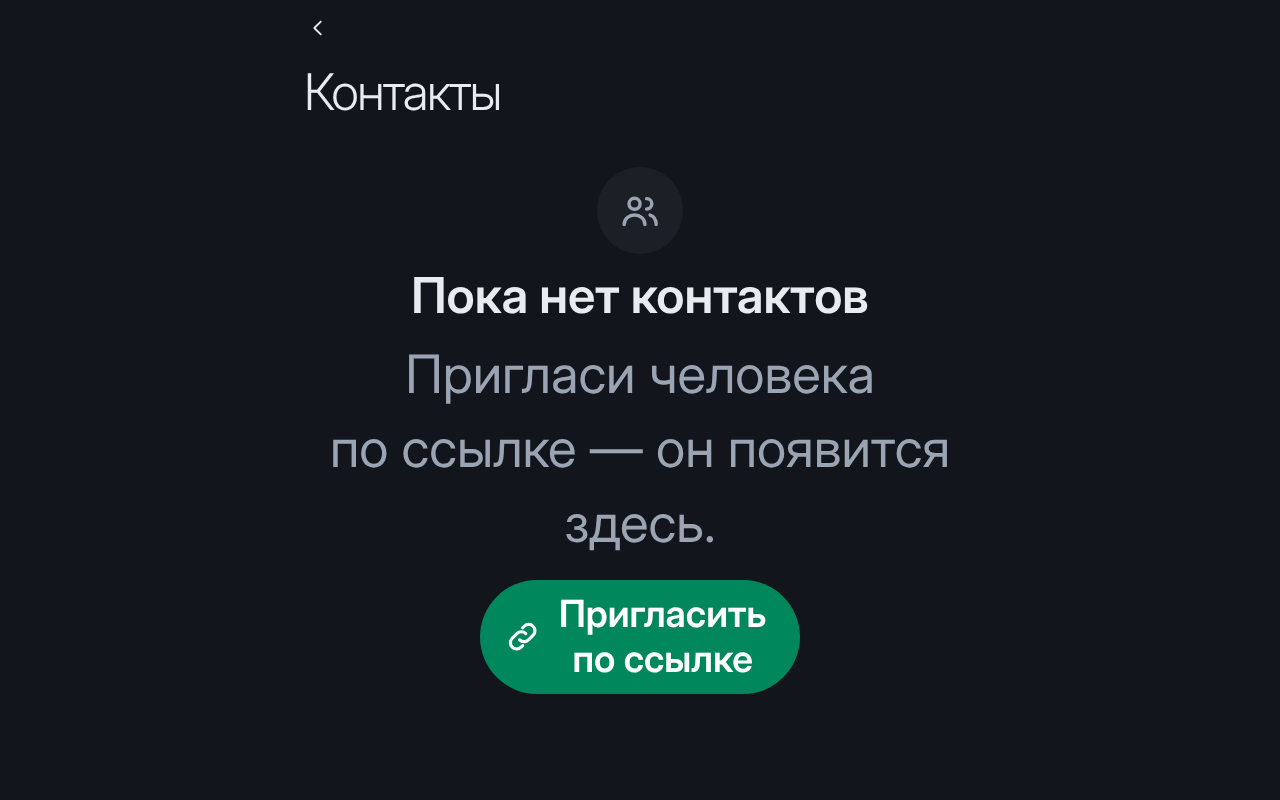 Контакты
Пока нет контактов
Пригласи человека
по ссылке — он появится
здесь.
Пригласить
по ссылке